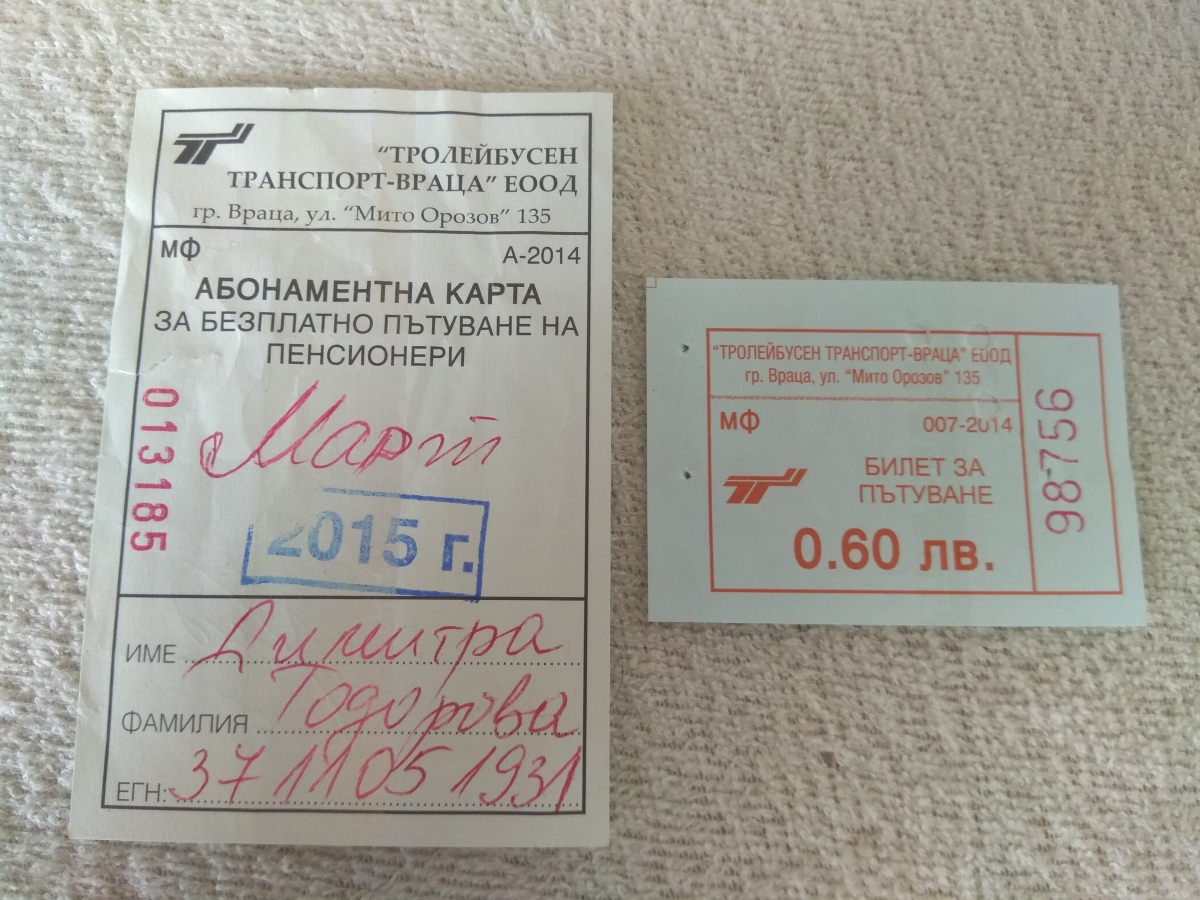 "ТРОЛЕЙБУСЕН
ТРАНСПОРТ-ВРАЦА" ЕООД
гр. Враца, ул. "Мито Орозов" 135
МФ А-2014
АБОНАМЕНТНА КАРТА
ЗА БЕЗПЛАТНО ПЪТУВАНЕ НА
ПЕНСИОНЕРИ
013185
Март
2015 г.
ИМЕ Димитра
ФАМИЛИЯ Тодорова
ЕГН: 37 11 05 1931
"ТРОЛЕЙБУСЕН ТРАНСПОРТ-ВРАЦА" ЕООД
гр. Враца, ул. "Мито Орозов" 135
МФ 007-2014
БИЛЕТ ЗА
ПЪТУВАНЕ
0.60 лв.
98756